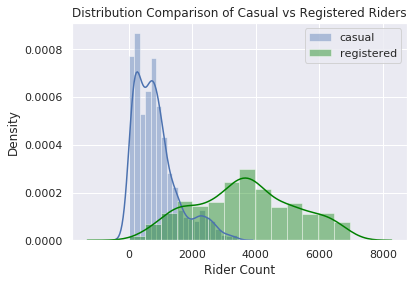 Distribution Comparison of Casual vs Registered Riders
casual
registered
0.0008
0.0006
0.0004
0.0002
0.0000
Density
0 2000 4000 6000 8000
Rider Count